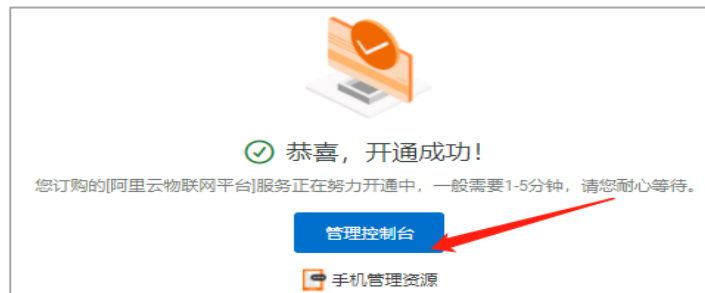 恭喜，开通成功！
您订购的[阿里云物联网平台]服务正在努力开通中，一般需要1-5分钟，请您耐心等待。
管理控制台
手机管理资源